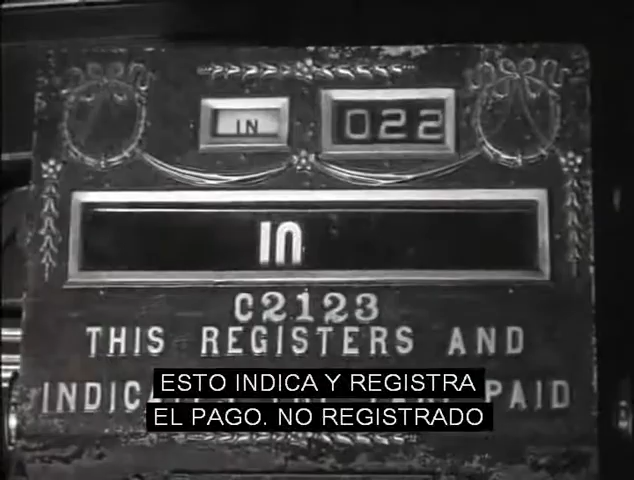 IN 022
IN
C2123
THIS REGISTERS AND
PAID
ESTO INDICA Y REGISTRA
EL PAGO. NO REGISTRADO